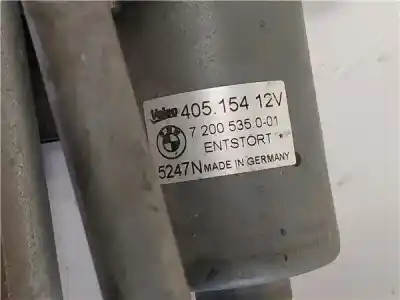 Valeo 405.154 12V
7 200 535.0-01
ENTSTÖRT "*"
5247N MADE IN GERMANY